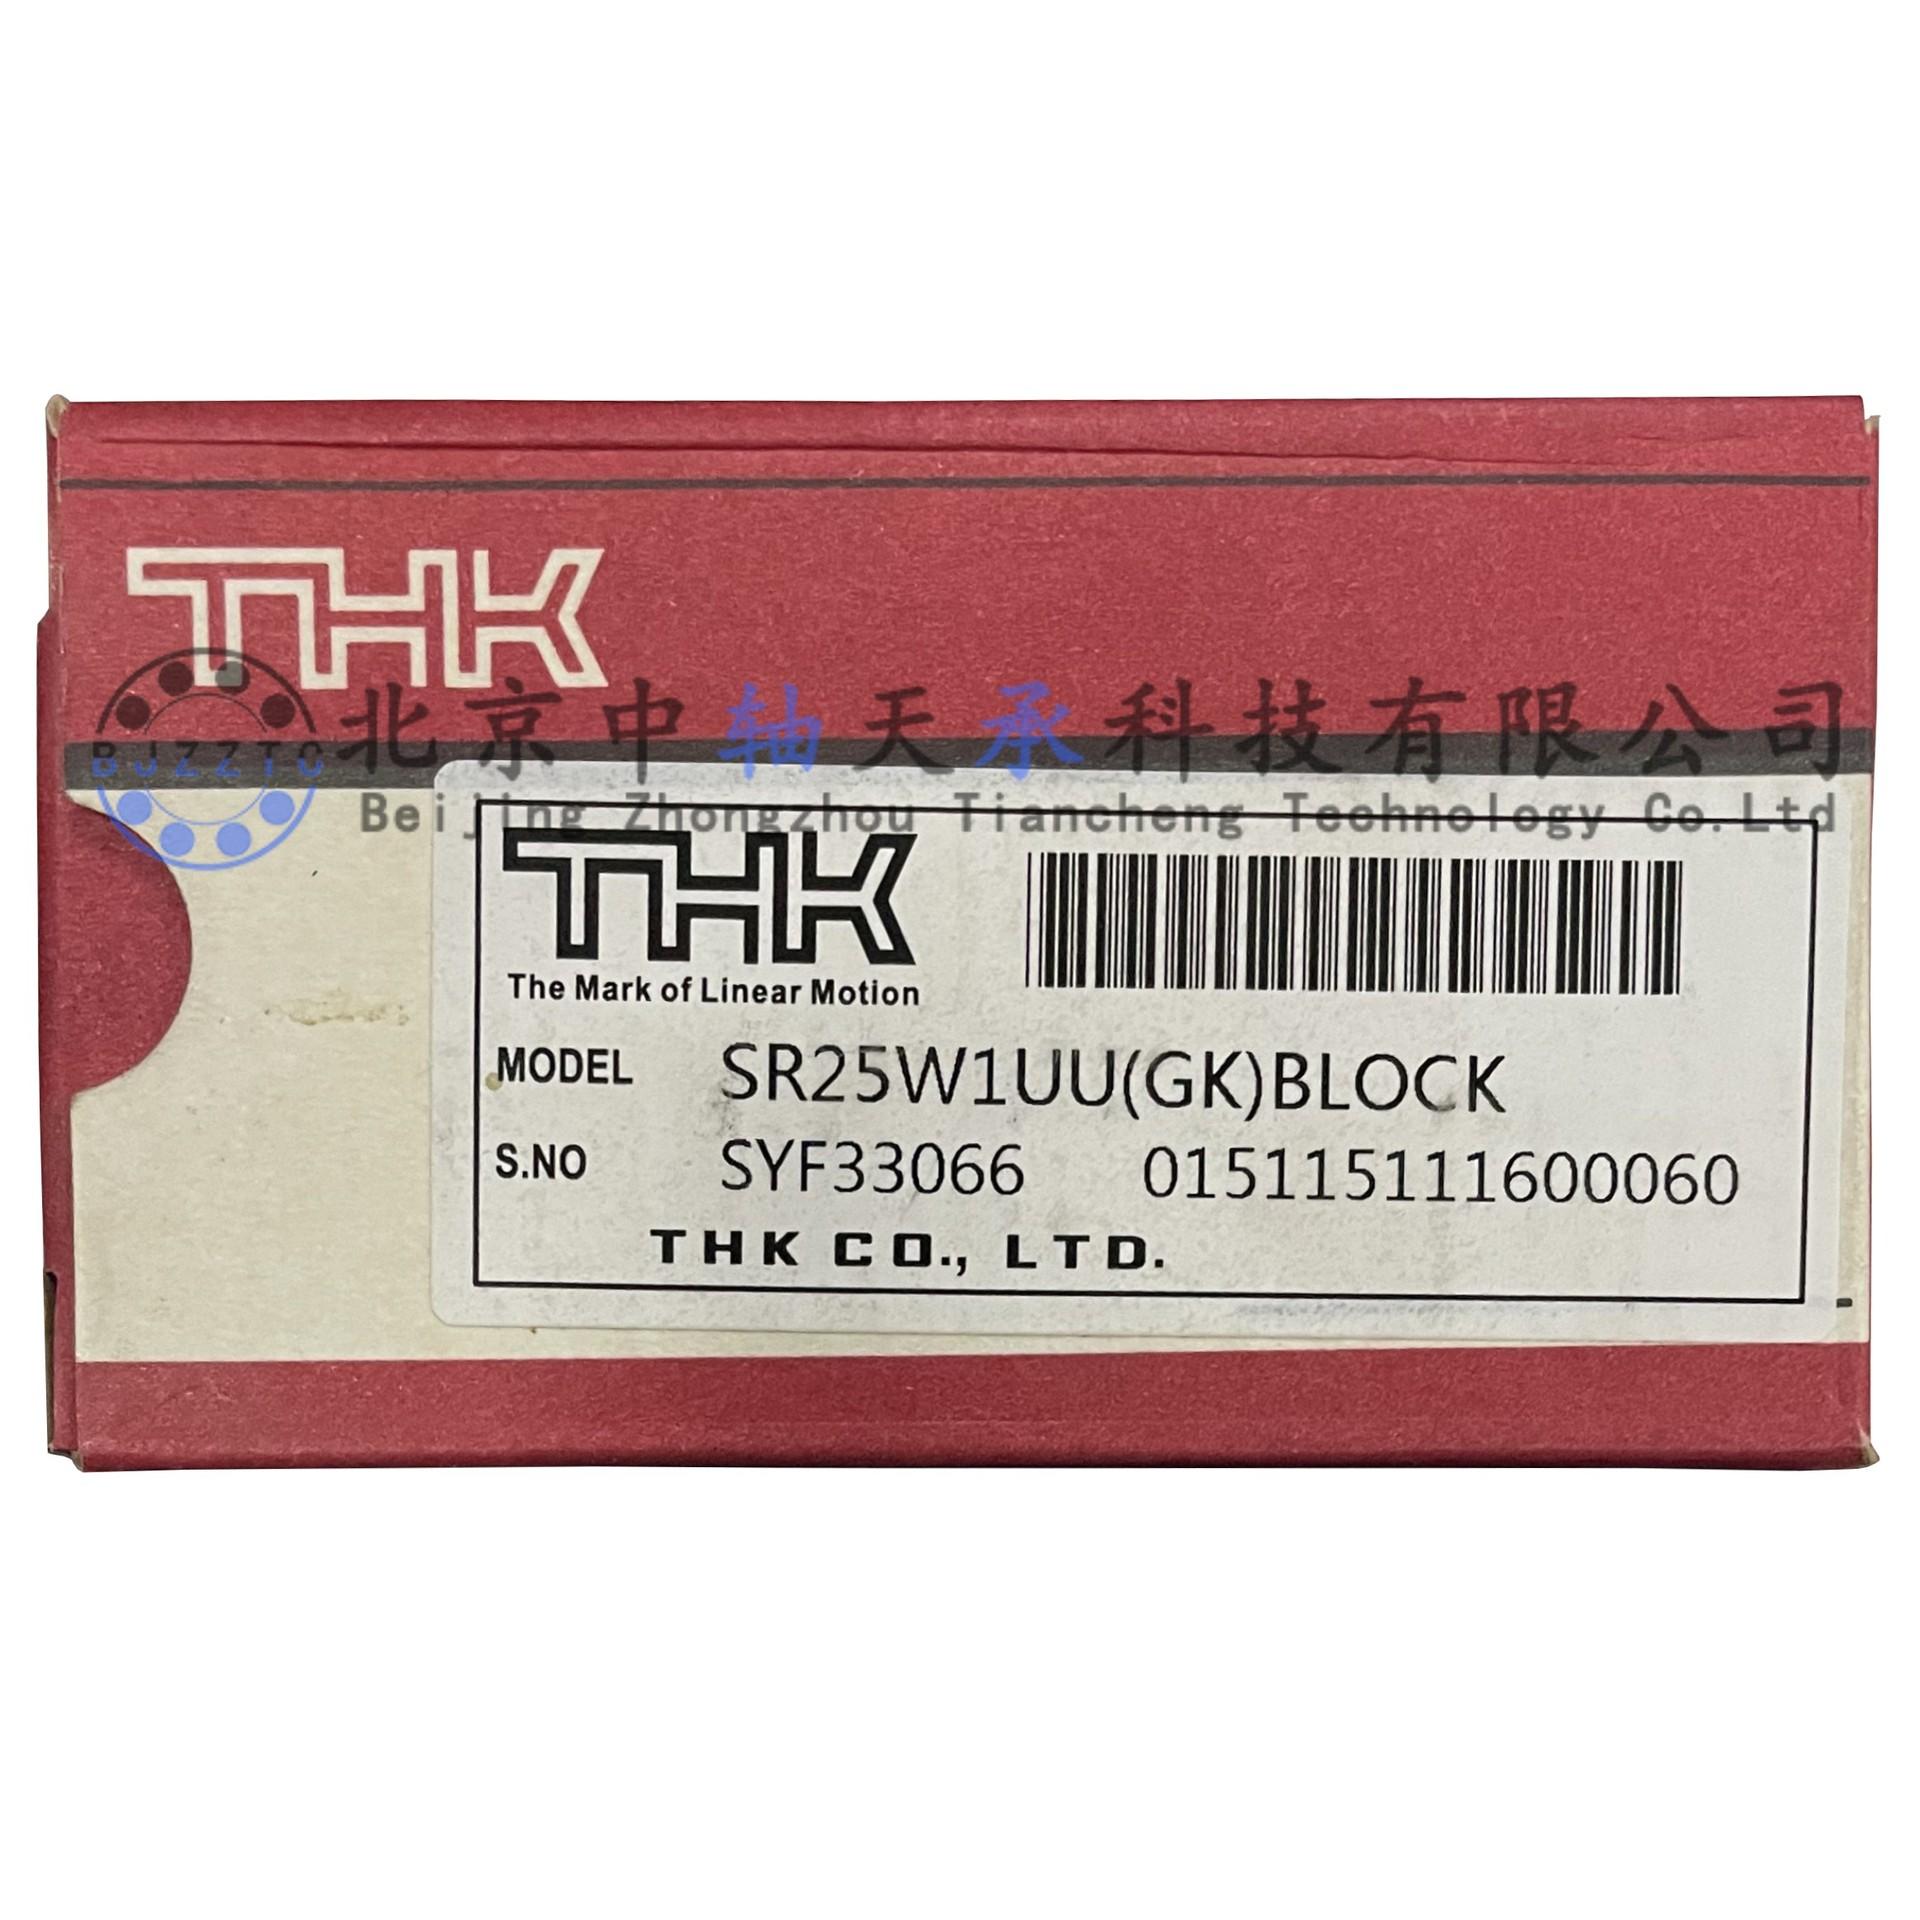 THK
北京中轴天承科技有限公司
BJZZTC
Beijing Zhongzhou Tiancheng Technology Co.Ltd
THK
The Mark of Linear Motion
MODEL SR25W1UU(GK)BLOCK
S.NO SYF33066 015115111600060
THK CO., LTD.